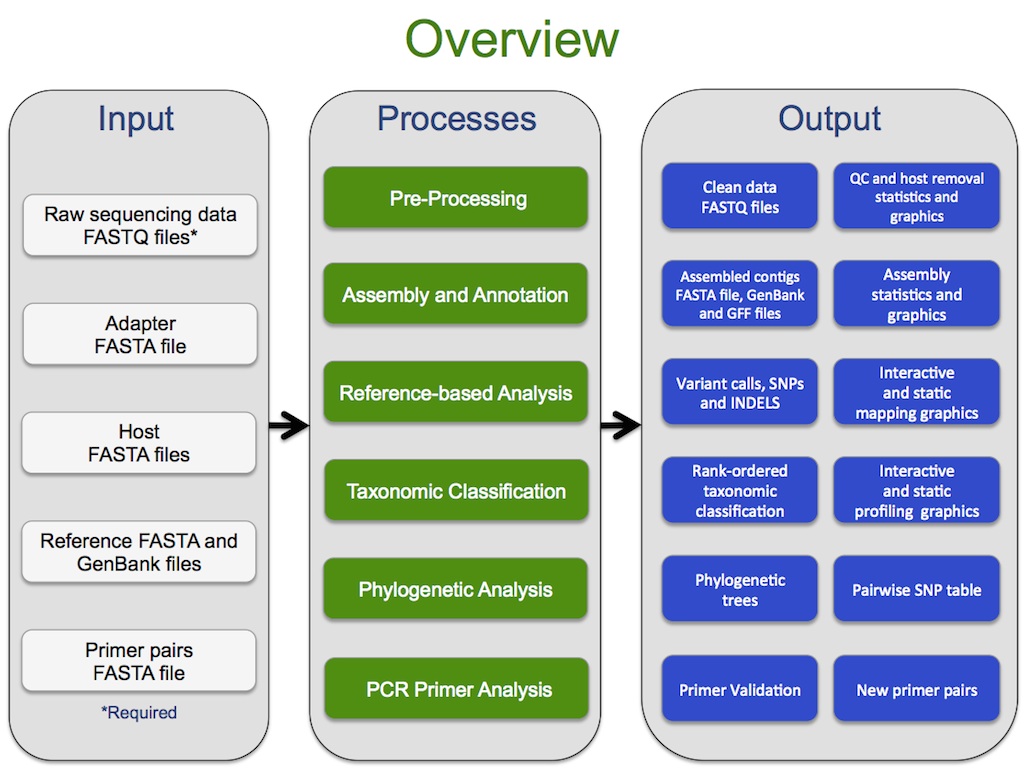 Overview
Input
Raw sequencing data
FASTQ files*
Adapter
FASTA file
Host
FASTA files
Reference FASTA and
GenBank files
Primer pairs
FASTA file
*Required
Processes
Pre-Processing
Assembly and Annotation
Reference-based Analysis
Taxonomic Classification
Phylogenetic Analysis
PCR Primer Analysis
Output
Clean data
FASTQ files
QC and host removal
statistics and
graphics
Assembled contigs
FASTA file, GenBank
and GFF files
Assembly
statistics and
graphics
Variant calls, SNPs
and INDELS
Interactive
and static
mapping graphics
Rank-ordered
taxonomic
classification
Interactive
and static
profiling graphics
Phylogenetic
trees
Pairwise SNP table
Primer Validation
New primer pairs